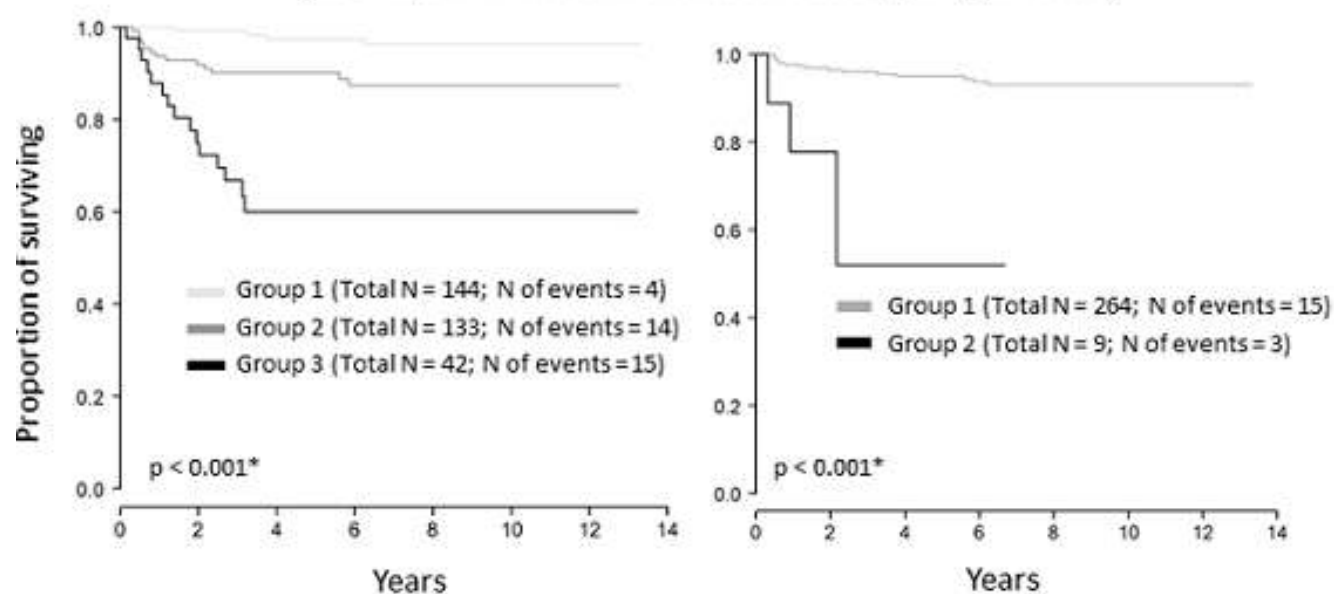 Proportion of surviving
1.0
0.8
0.6
0.4
0.2
0.0
Group 1 (Total N = 144; N of events = 4)
Group 2 (Total N = 133; N of events = 14)
Group 3 (Total N = 42; N of events = 15)
p < 0.001*
0 2 4 6 8 10 12 14
Years
1.0
0.8
0.6
0.4
0.2
0.0
Group 1 (Total N = 264; N of events = 15)
Group 2 (Total N = 9; N of events = 3)
p < 0.001*
0 2 4 6 8 10 12 14
Years